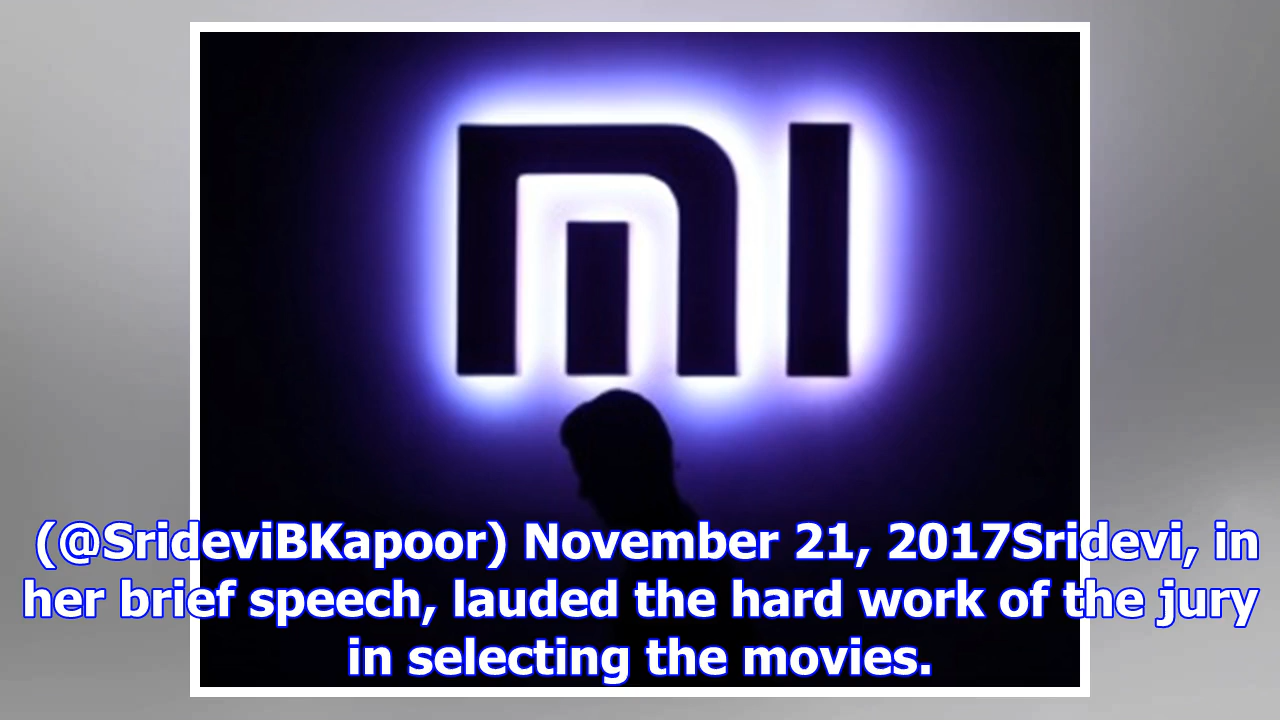 mi
(@SrideviBKapoor) November 21, 2017Sridevi, in
her brief speech, lauded the hard work of the jury
in selecting the movies.